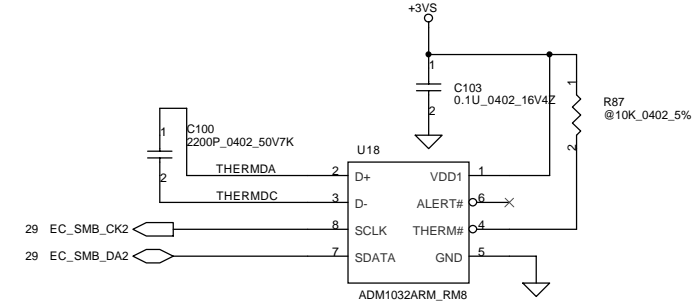 +3VS
1
C103
0.1U_0402_16V4Z
2
1
R87
@10K_0402_5%
2
1
C100
2200P_0402_50V7K
2
U18
THERMDA 2 D+ VDD1 1
THERMDC 3 D- ALERT# 6
29 EC_SMB_CK2 8 SCLK THERM# 4
29 EC_SMB_DA2 7 SDATA GND 5
ADM1032ARM_RM8